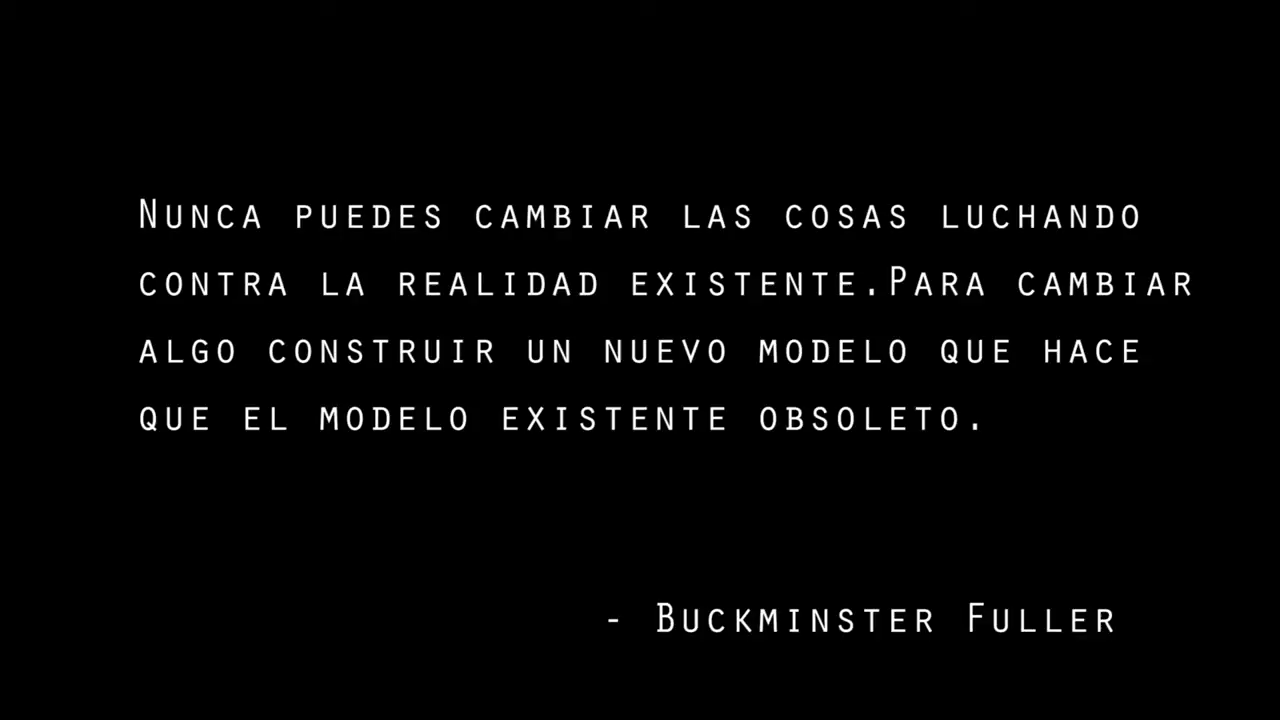 Nunca puedes cambiar las cosas luchando
contra la realidad existente.Para cambiar
algo construir un nuevo modelo que hace
que el modelo existente obsoleto.
- Buckminster Fuller